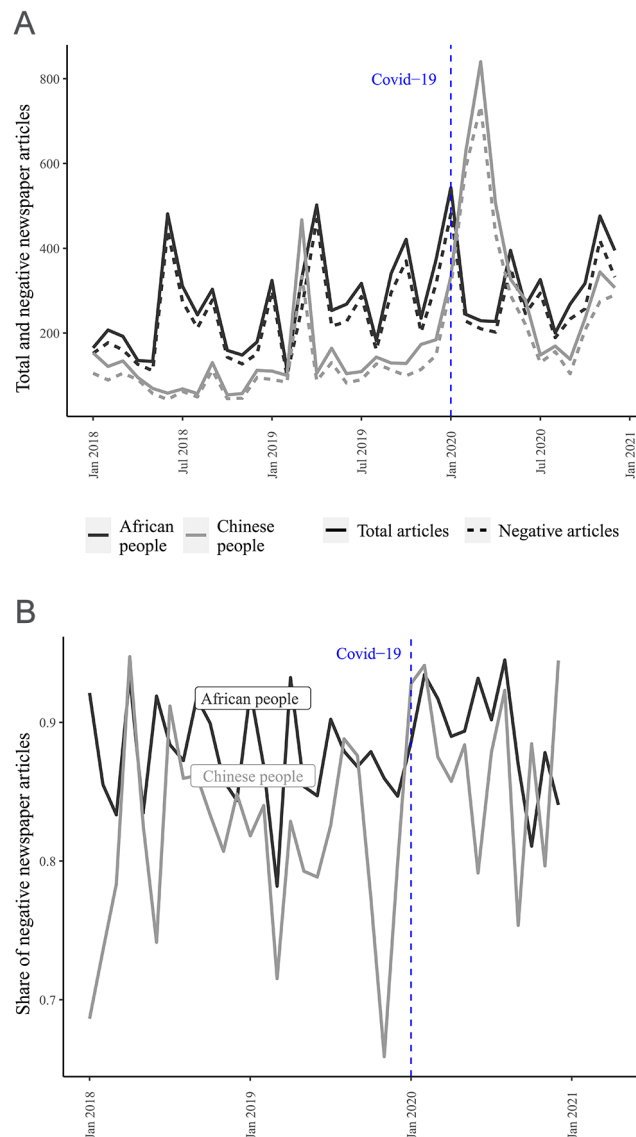 A
Total and negative newspaper articles
800
600
400
200
Covid−19
Jan 2018
Jul 2018
Jan 2019
Jul 2019
Jan 2020
Jul 2020
Jan 2021
African people
Chinese people
Total articles
Negative articles
B
Share of negative newspaper articles
0.9
0.8
0.7
Covid−19
African people
Chinese people
Jan 2018
Jan 2019
Jan 2020
Jan 2021